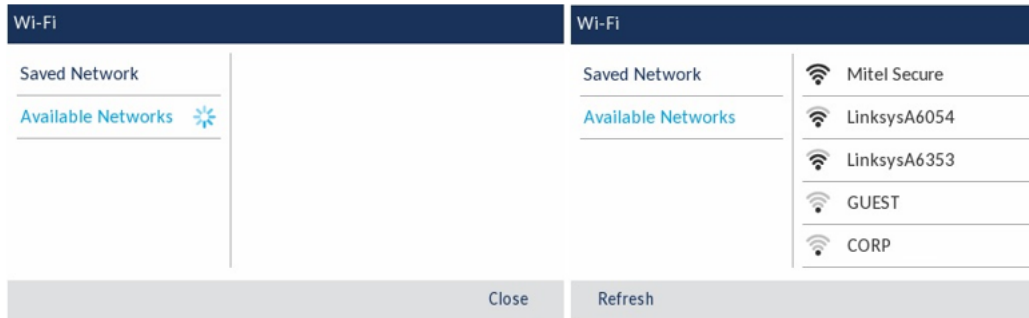 Wi-Fi
Saved Network
Available Networks
Close
Wi-Fi
Saved Network
Available Networks
Mitel Secure
LinksysA6054
LinksysA6353
GUEST
CORP
Refresh